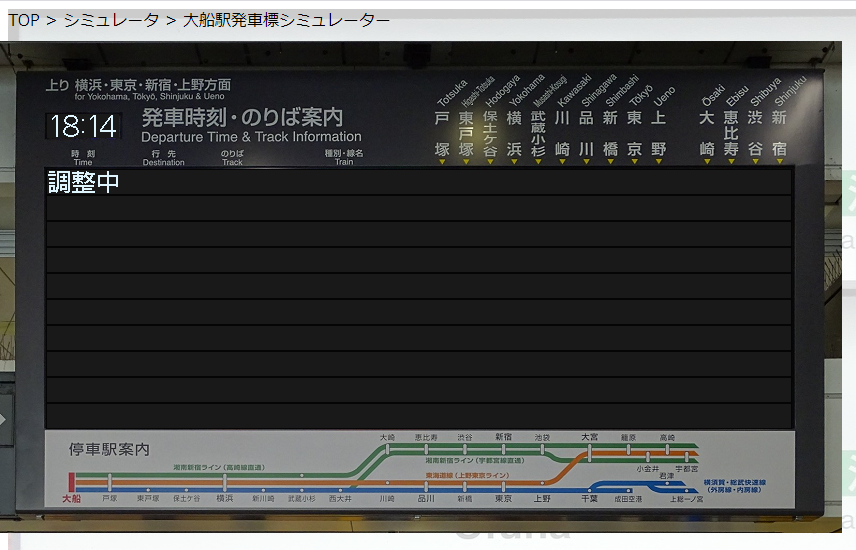 TOP > シミュレータ > 大船駅発車標シミュレーター
上り 横浜・東京・新宿・上野方面
for Yokohama, Tōkyō, Shinjuku & Ueno
18:14
発車時刻・のりば案内
Departure Time & Track Information
時 刻 行 先 のりば 種別・線名
Time Destination Track Train
Totsuka Higashi-Totsuka Hodogaya Yokohama Musashi-Kosugi Kawasaki Shinagawa Shimbashi Tōkyō Ueno Ōsaki Ebisu Shibuya Shinjuku
戸塚 東戸塚 保土ケ谷 横浜 武蔵小杉 川崎 品川 新橋 東京 上野 大崎 恵比寿 渋谷 新宿
調整中
停車駅案内
大崎 恵比寿 渋谷 新宿 池袋 大宮 籠原 高崎
湘南新宿ライン(高崎線直通)
湘南新宿ライン(宇都宮線直通)
小金井 宇都宮
東海道線(上野東京ライン)
君津
横須賀・総武快速線
(外房線・内房線)
大船 戸塚 東戸塚 保土ケ谷 横浜 新川崎 武蔵小杉 西大井 川崎 品川 新橋 東京 上野 千葉 成田空港 上総一ノ宮